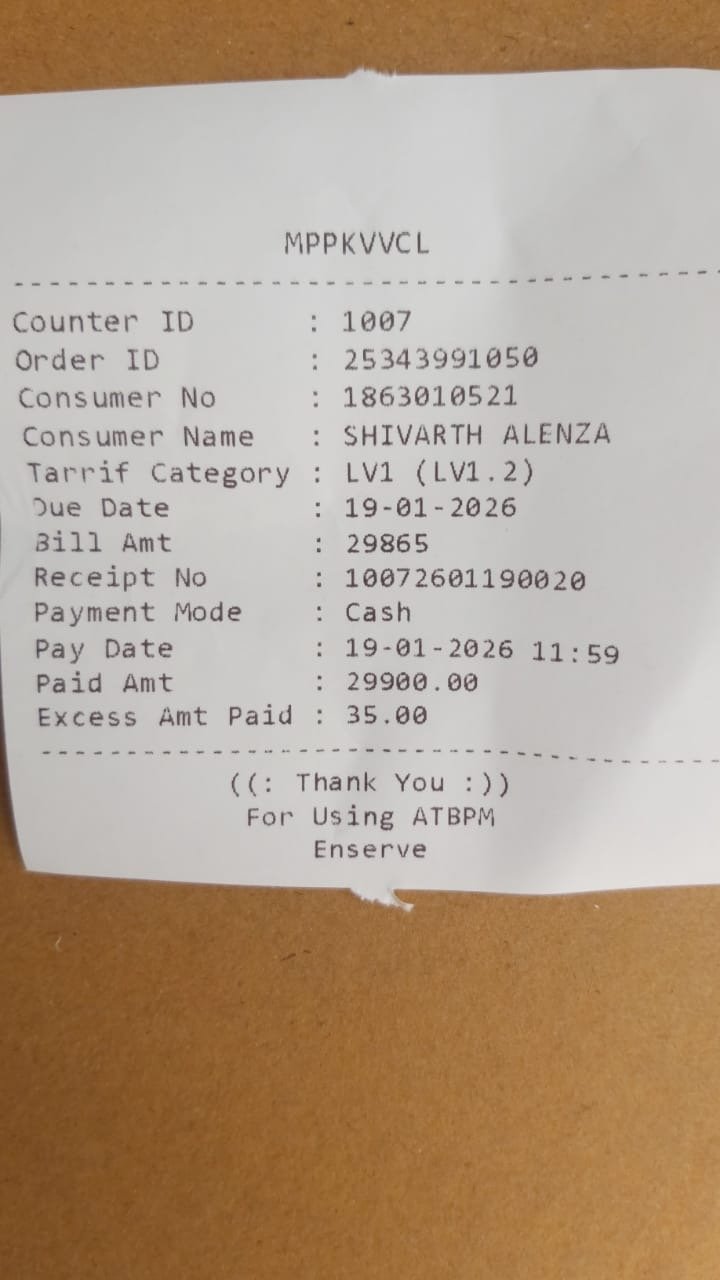 MPPKVVCL
Counter ID : 1007
Order ID : 25343991050
Consumer No : 1863010521
Consumer Name : SHIVARTH ALENZA
Tarrif Category : LV1 (LV1.2)
Due Date : 19-01-2026
Bill Amt : 29865
Receipt No : 10072601190020
Payment Mode : Cash
Pay Date : 19-01-2026 11:59
Paid Amt : 29900.00
Excess Amt Paid : 35.00
((: Thank You :))
For Using ATBPM
Enserve